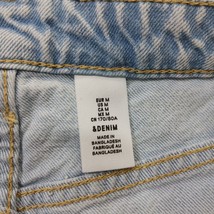 EUR M
US M
CA M
MX M
CN 170/80A
&DENIM
MADE IN
BANGLADESH
FABRIQUÉ AU
BANGLADESH